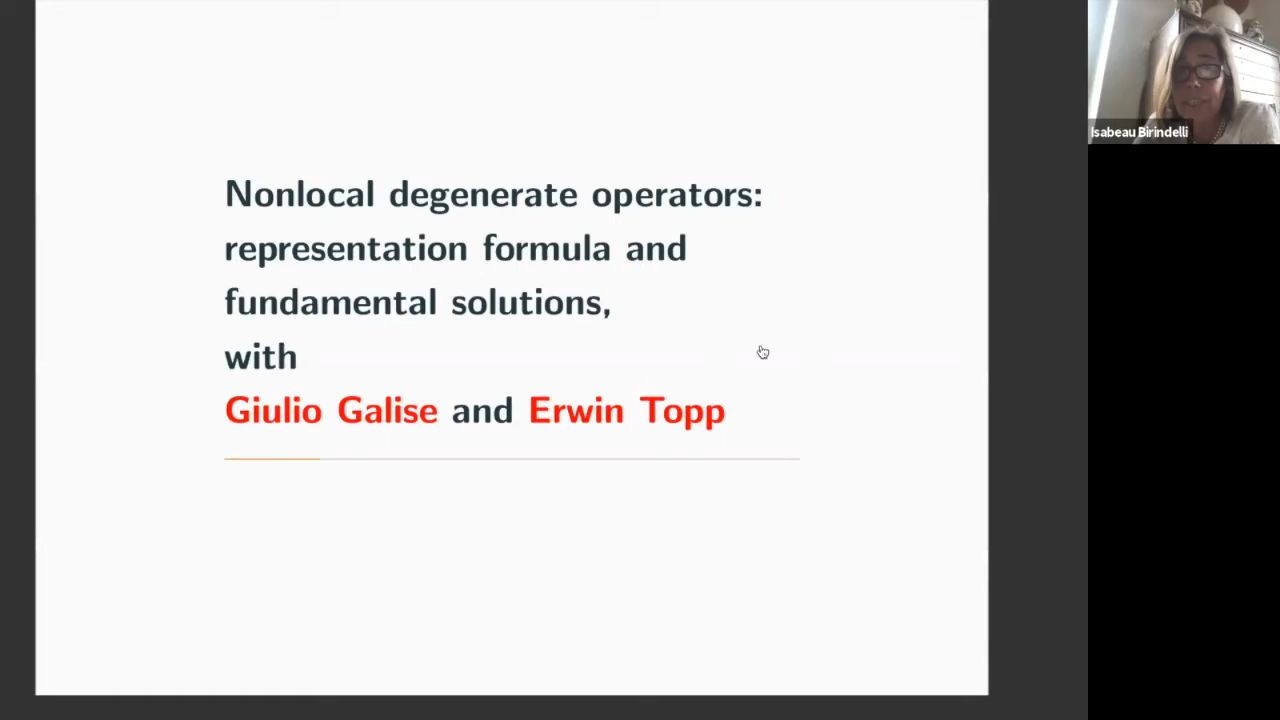 Nonlocal degenerate operators:
representation formula and
fundamental solutions,
with
Giulio Galise and Erwin Topp
Isabeau Birindelli